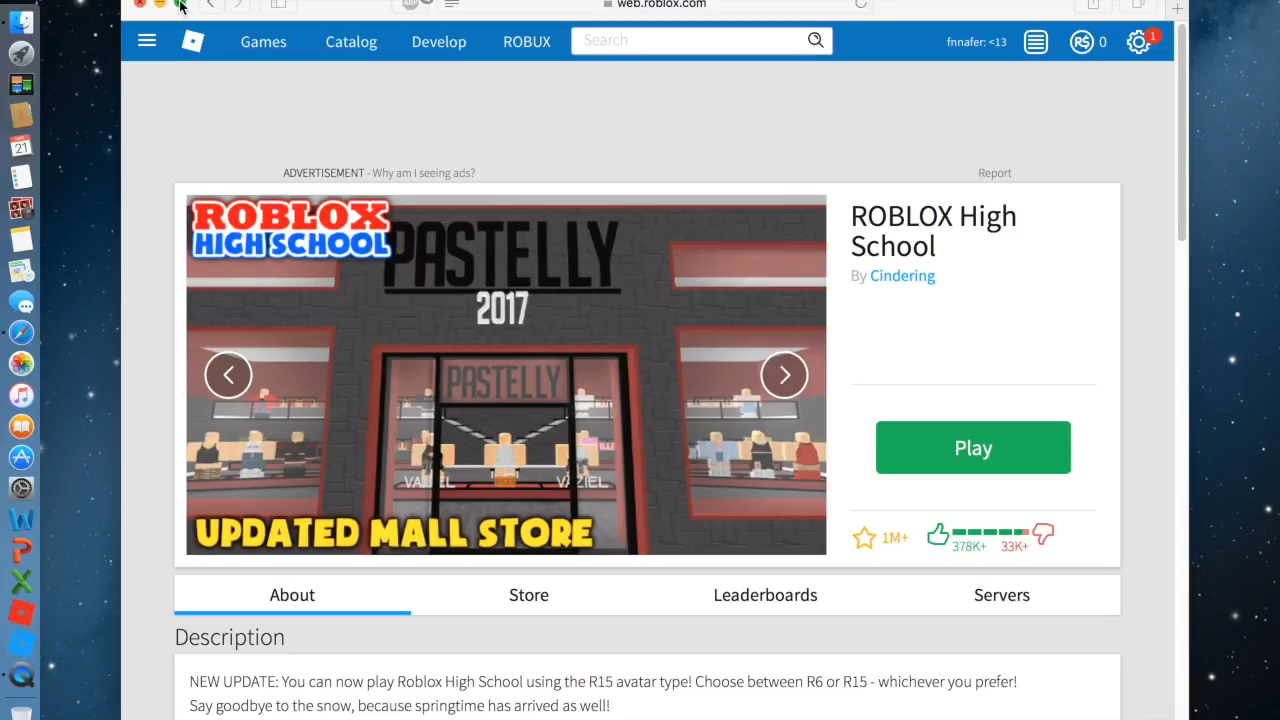 web.roblox.com
ABP
Games Catalog Develop ROBUX Search fnnafer: <13 R$ 0 1
21
ADVERTISEMENT - Why am I seeing ads? Report
ROBLOX
HIGH SCHOOL
PASTELLY
2017
PASTELLY
UPDATED MALL STORE
ROBLOX High
School
By Cindering
Play
1M+ 378K+ 33K+
About Store Leaderboards Servers
Description
NEW UPDATE: You can now play Roblox High School using the R15 avatar type! Choose between R6 or R15 - whichever you prefer!
Say goodbye to the snow, because springtime has arrived as well!